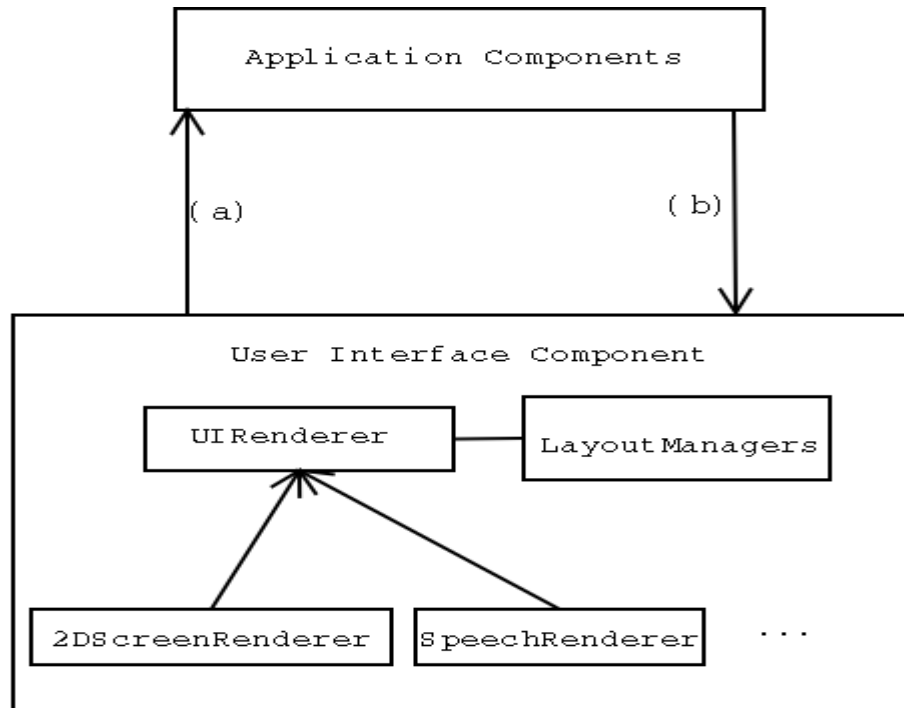 Application Components
(a)
(b)
User Interface Component
UIRenderer
LayoutManagers
2DScreenRenderer
SpeechRenderer
...